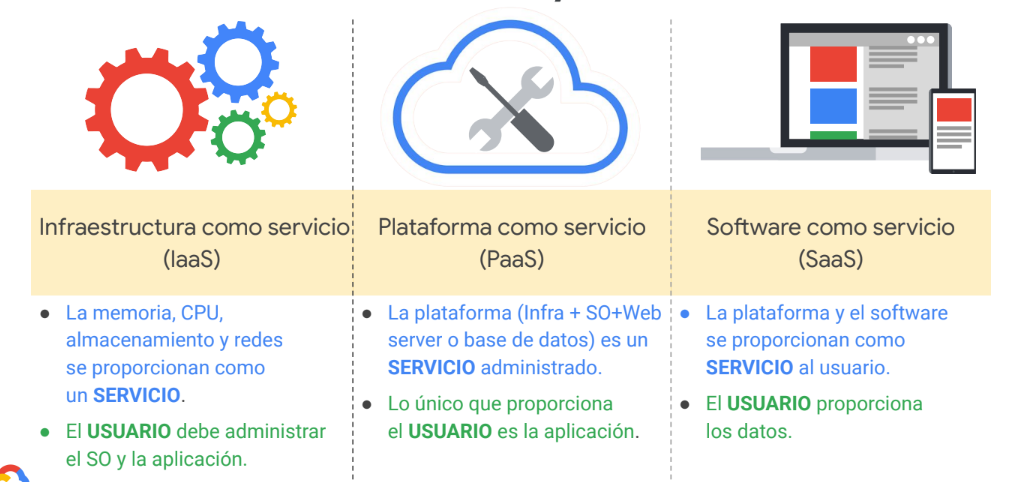 Infraestructura como servicio
(IaaS)
● La memoria, CPU,
almacenamiento y redes
se proporcionan como
un SERVICIO.
● El USUARIO debe administrar
el SO y la aplicación.
Plataforma como servicio
(PaaS)
● La plataforma (Infra + SO+Web
server o base de datos) es un
SERVICIO administrado.
● Lo único que proporciona
el USUARIO es la aplicación.
Software como servicio
(SaaS)
● La plataforma y el software
se proporcionan como
SERVICIO al usuario.
● El USUARIO proporciona
los datos.